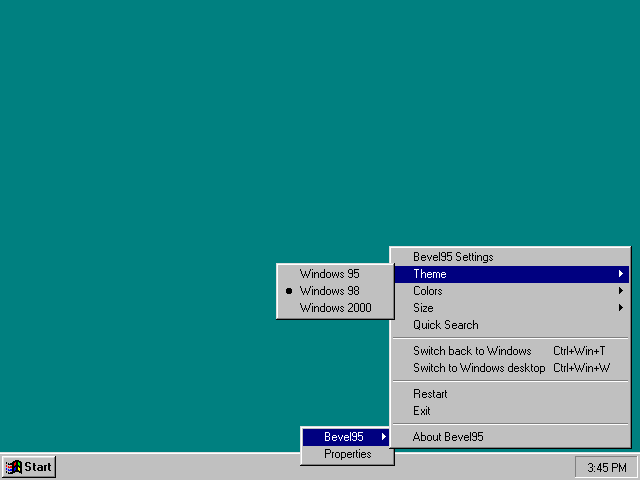 Bevel95 Settings
Theme
Colors
Size
Quick Search
Switch back to Windows Ctrl+Win+T
Switch to Windows desktop Ctrl+Win+W
Restart
Exit
About Bevel95
Windows 95
Windows 98
Windows 2000
Bevel95
Properties
Start
3:45 PM